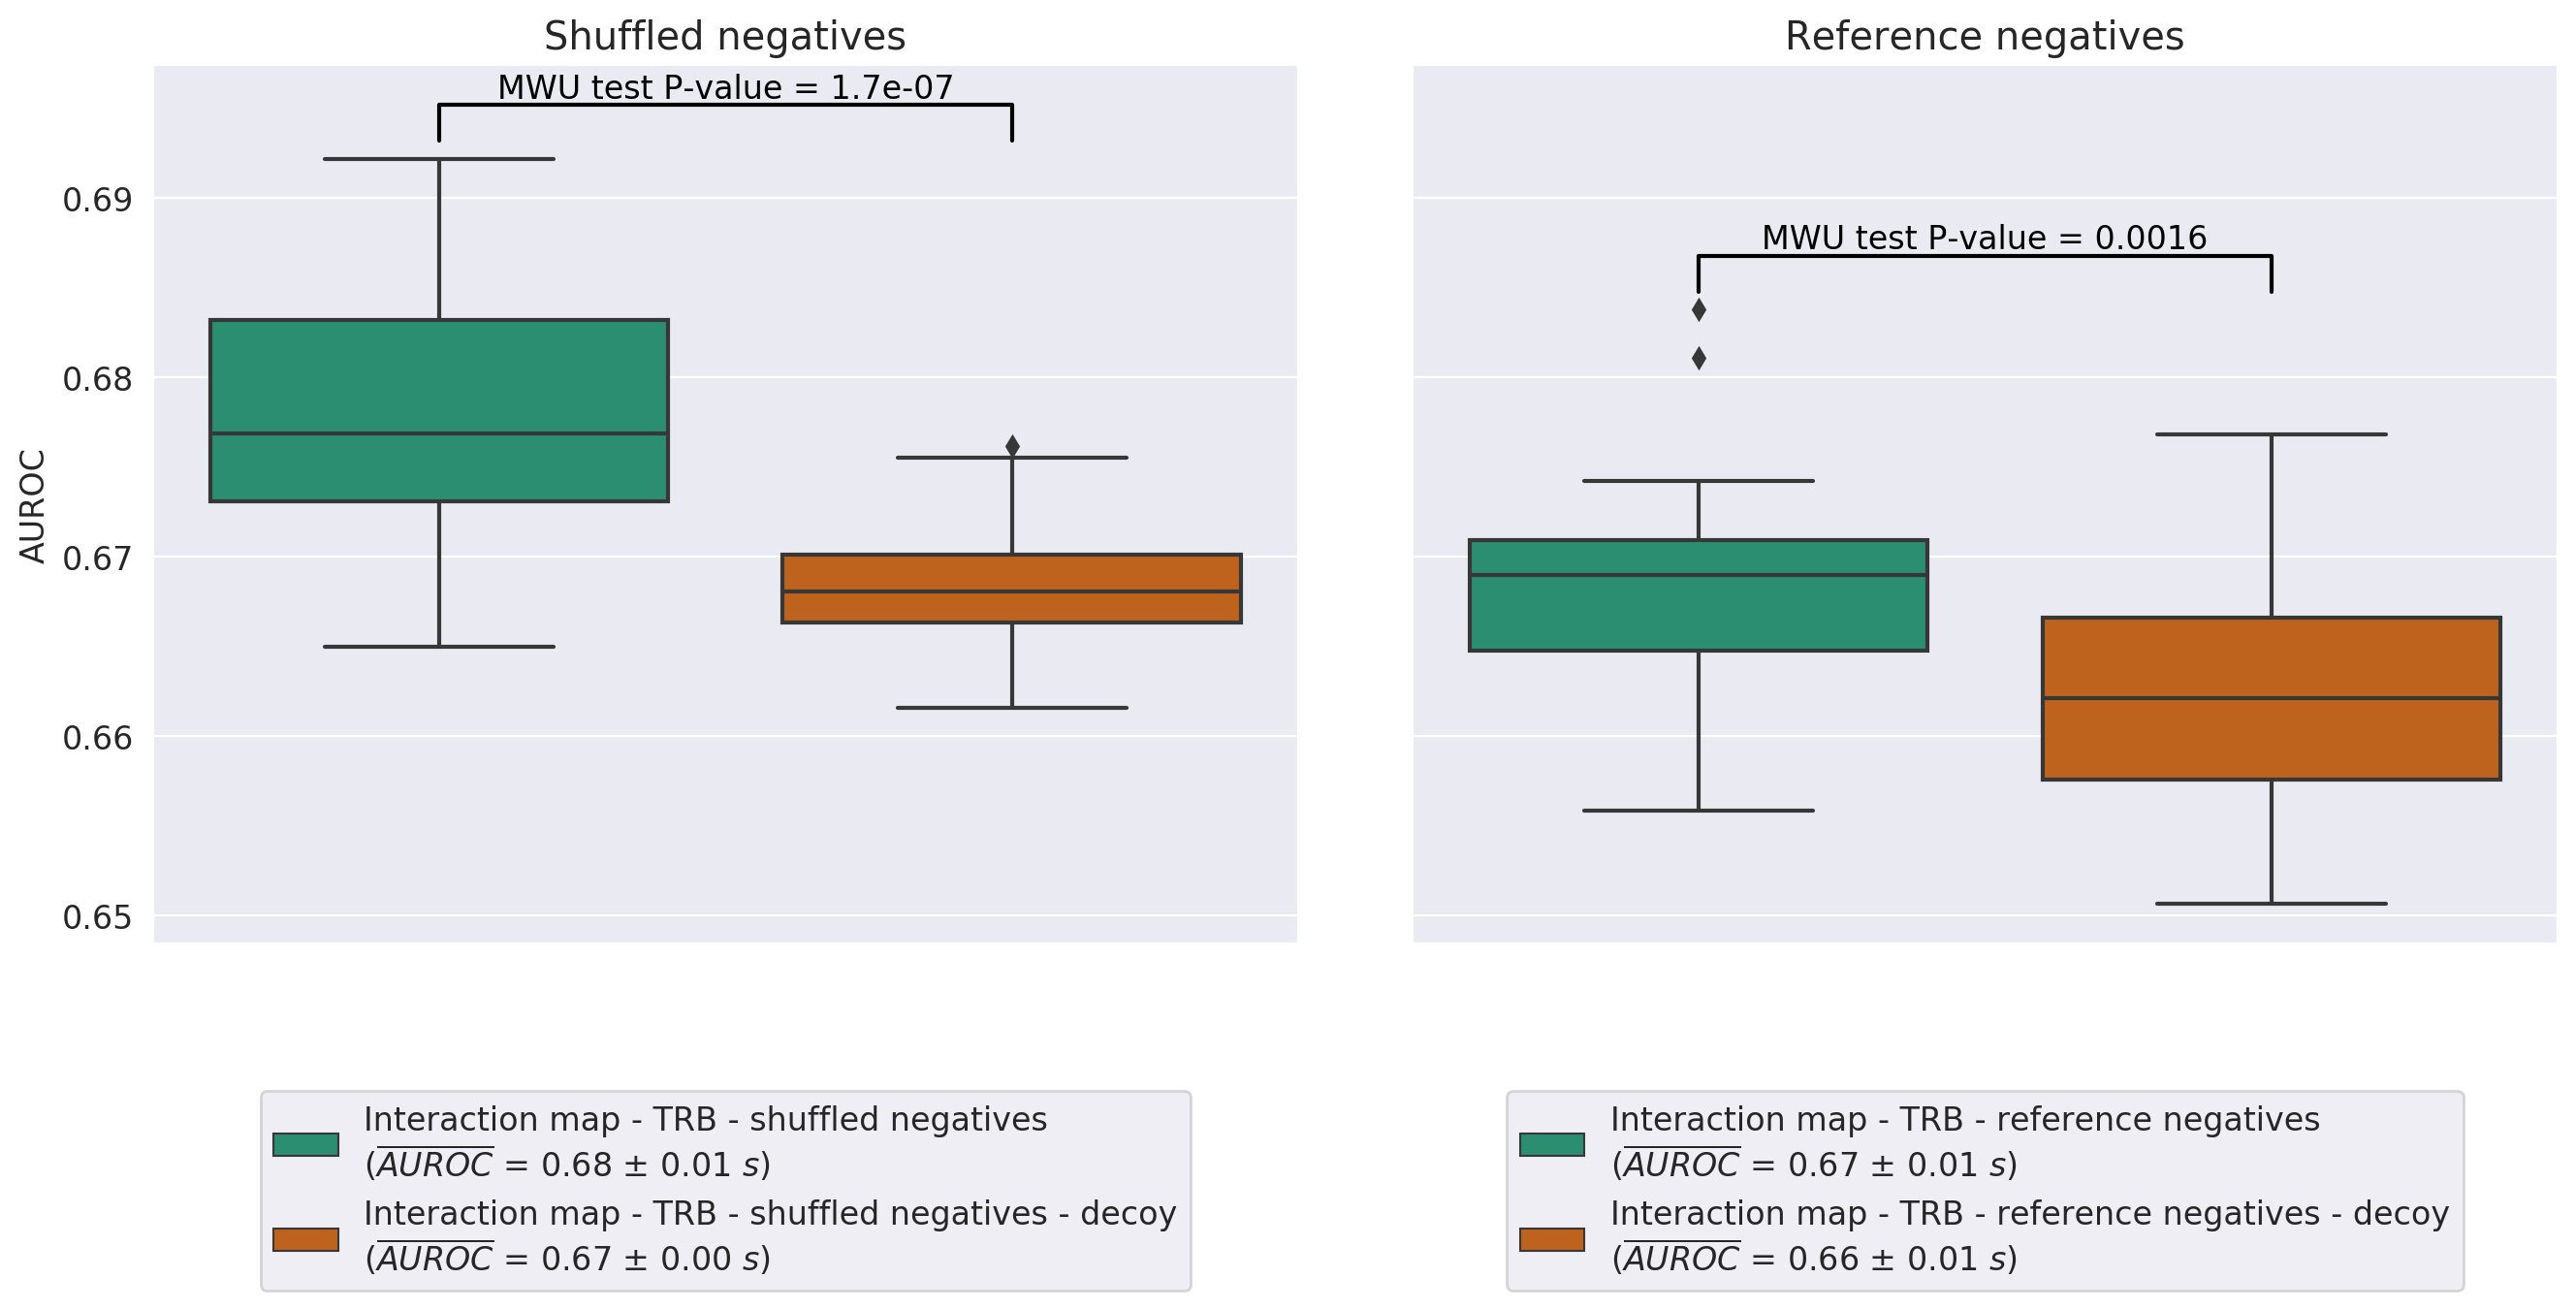 Shuffled negatives
MWU test P-value = 1.7e-07
AUROC
0.69
0.68
0.67
0.66
0.65
Interaction map - TRB - shuffled negatives
(AUROC = 0.68 ± 0.01 s)
Interaction map - TRB - shuffled negatives - decoy
(AUROC = 0.67 ± 0.00 s)
Reference negatives
MWU test P-value = 0.0016
Interaction map - TRB - reference negatives
(AUROC = 0.67 ± 0.01 s)
Interaction map - TRB - reference negatives - decoy
(AUROC = 0.66 ± 0.01 s)